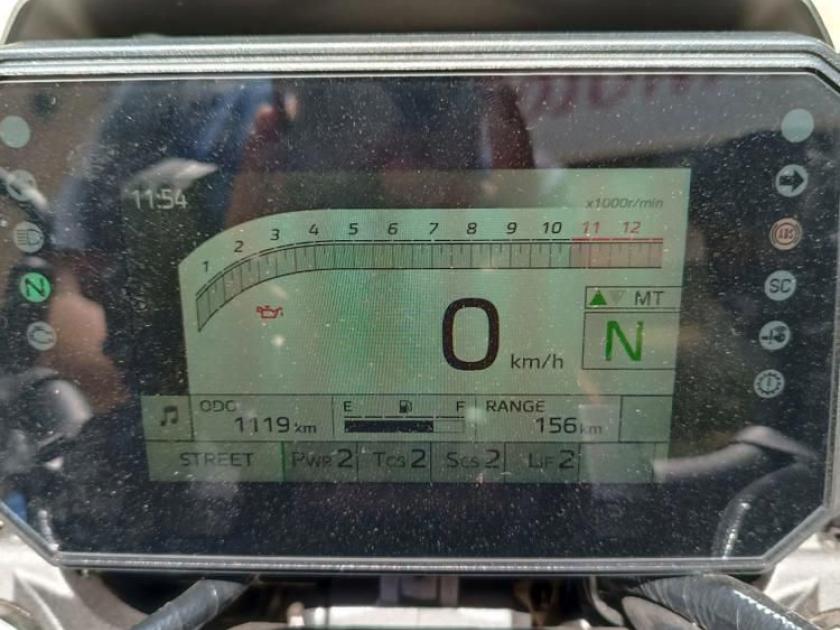 11:54
x1000r/min
1 2 3 4 5 6 7 8 9 10 11 12
N
SC
MT
0 km/h
N
ODO
E F
RANGE
1119 km
156 km
STREET PWR 2 TCS 2 SCS 2 LIF 2